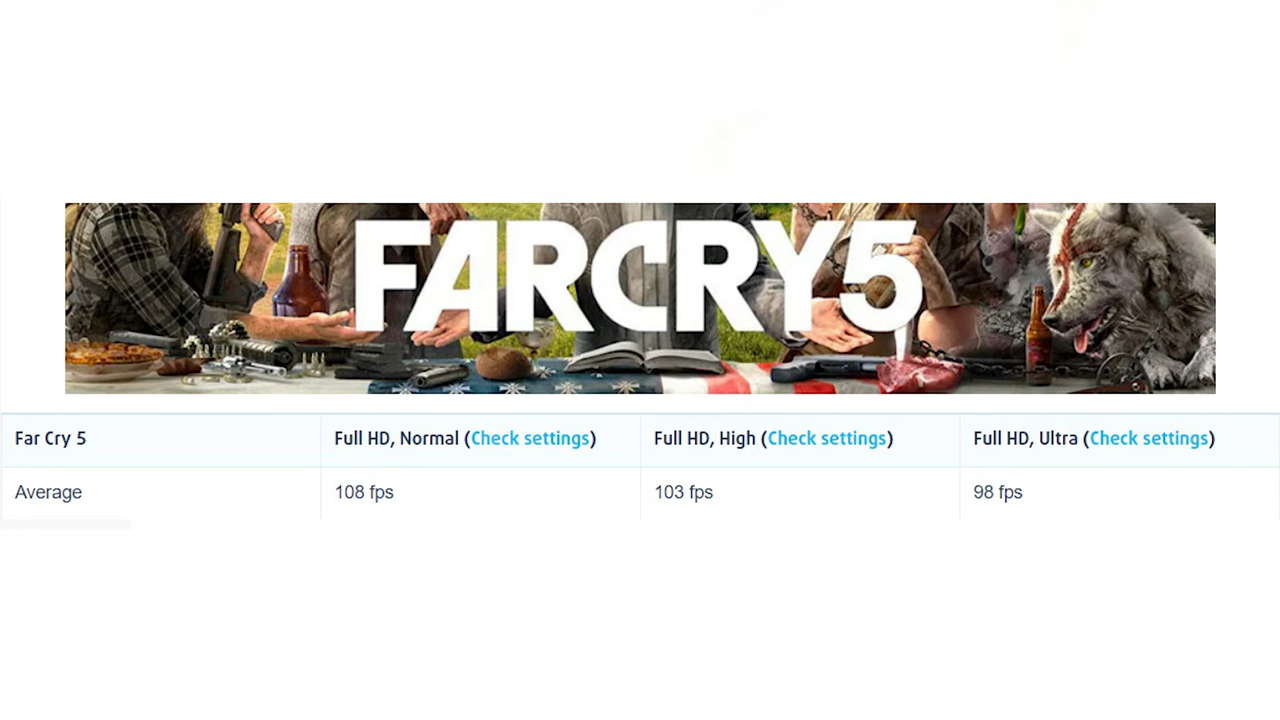 FARCRY5
Far Cry 5 Full HD, Normal (Check settings) Full HD, High (Check settings) Full HD, Ultra (Check settings)
Average 108 fps 103 fps 98 fps